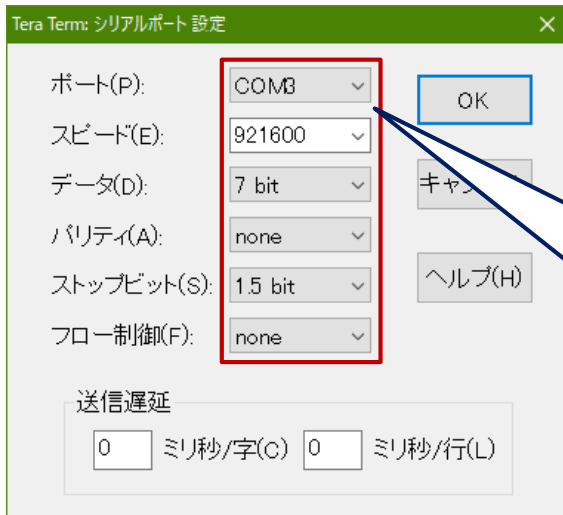 Tera Term: シリアルポート 設定
ポート(P): COM3 OK
スピード(E): 921600
データ(D): 7 bit
パリティ(A): none
ストップビット(S): 1.5 bit ヘルプ(H)
フロー制御(F): none
送信遅延
0 ミリ秒/字(C) 0 ミリ秒/行(L)